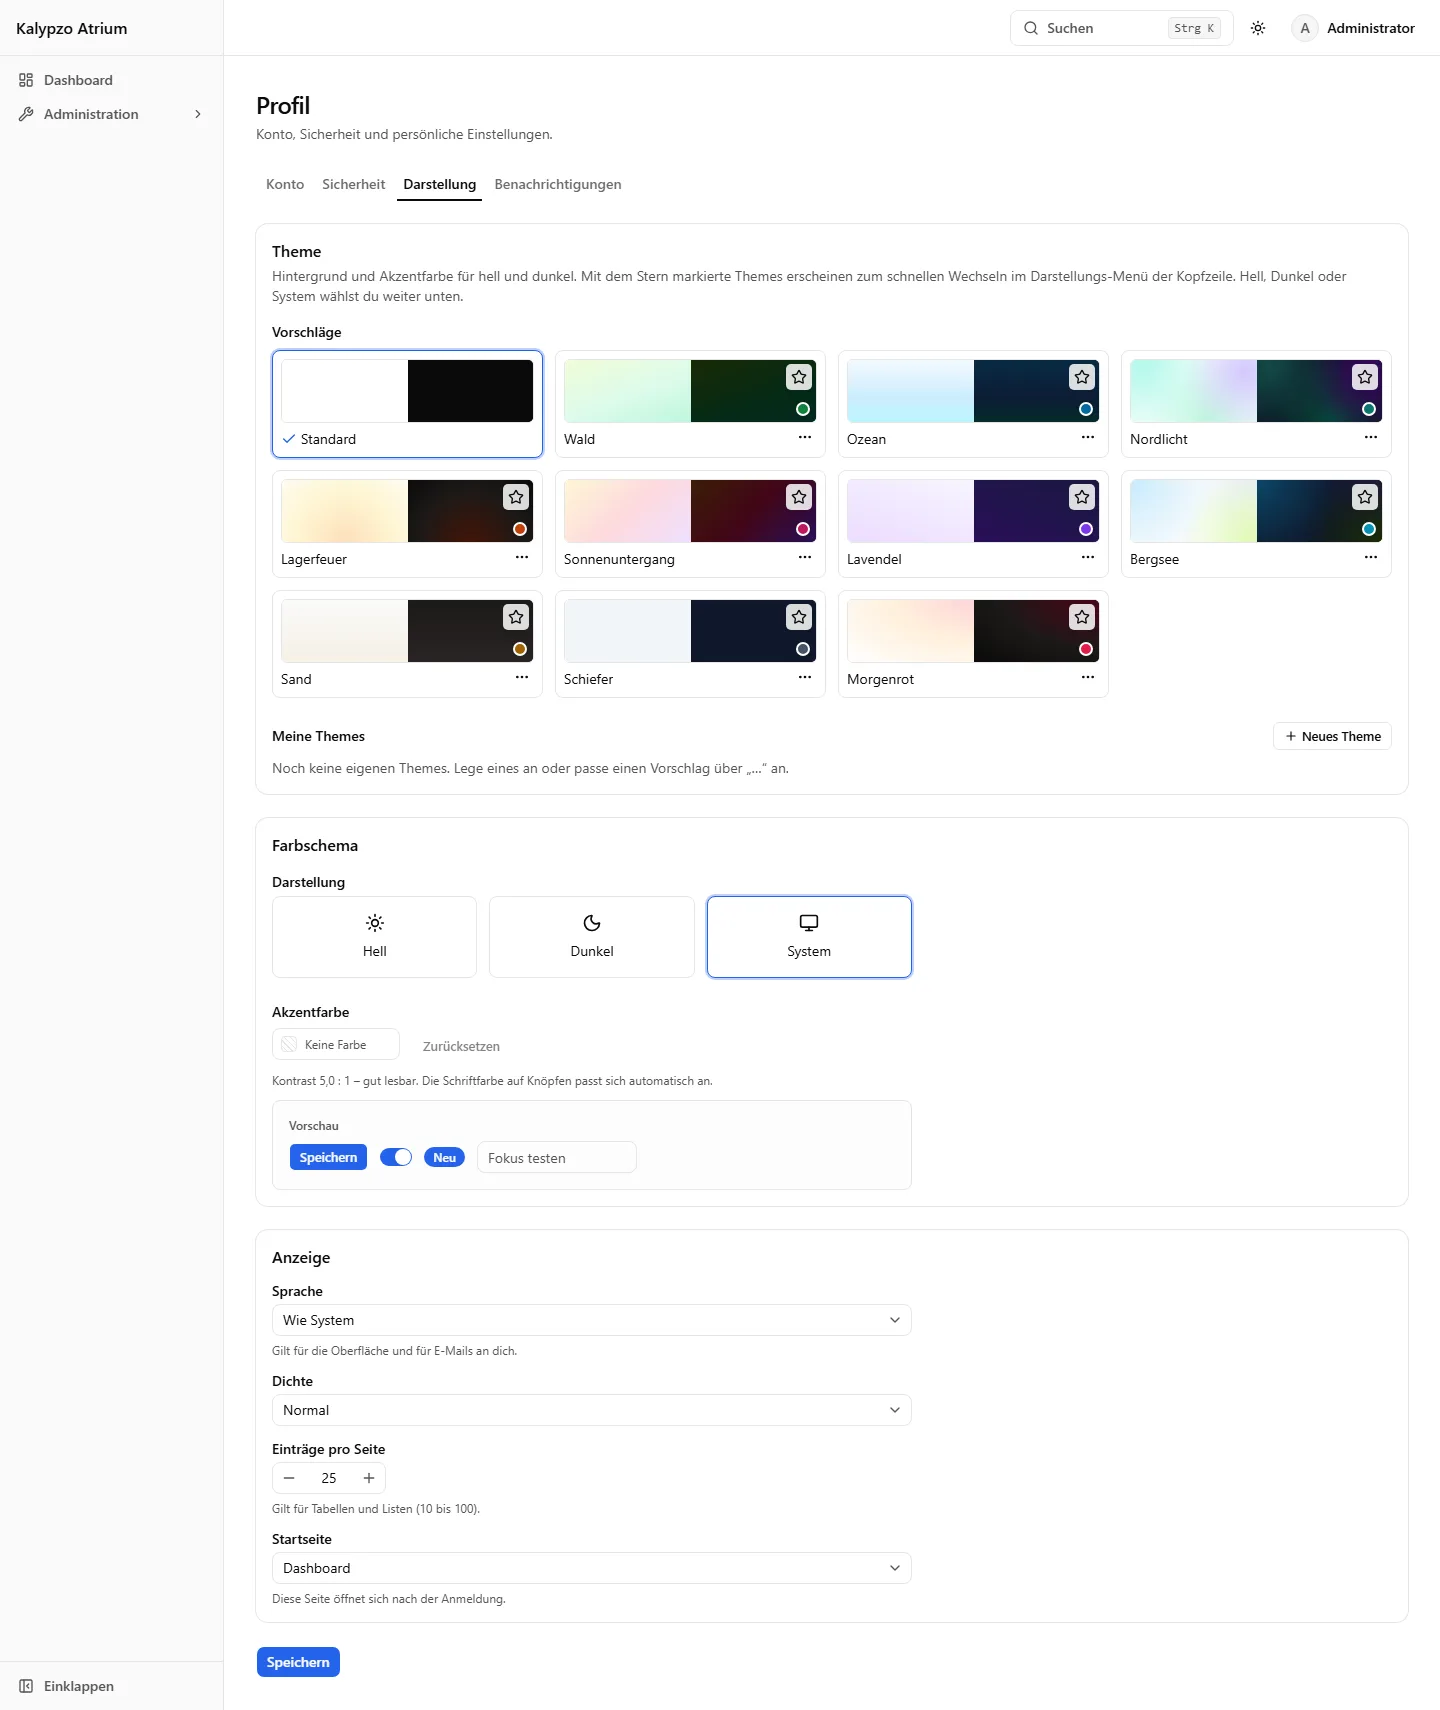 Kalypzo Atrium
Suchen
Strg K
A
Administrator
Dashboard
Administration
Profil
Konto, Sicherheit und persönliche Einstellungen.
Konto
Sicherheit
Darstellung
Benachrichtigungen
Theme
Hintergrund und Akzentfarbe für hell und dunkel. Mit dem Stern markierte Themes erscheinen zum schnellen Wechseln im Darstellungs-Menü der Kopfzeile. Hell, Dunkel oder
System wählst du weiter unten.
Vorschläge
Standard
Wald
Ozean
Nordlicht
Lagerfeuer
Sonnenuntergang
Lavendel
Bergsee
Sand
Schiefer
Morgenrot
Meine Themes
Neues Theme
Noch keine eigenen Themes. Lege eines an oder passe einen Vorschlag über „…“ an.
Farbschema
Darstellung
Hell
Dunkel
System
Akzentfarbe
Keine Farbe
Zurücksetzen
Kontrast 5,0 : 1 – gut lesbar. Die Schriftfarbe auf Knöpfen passt sich automatisch an.
Vorschau
Speichern
Neu
Fokus testen
Anzeige
Sprache
Wie System
Gilt für die Oberfläche und für E-Mails an dich.
Dichte
Normal
Einträge pro Seite
25
Gilt für Tabellen und Listen (10 bis 100).
Startseite
Dashboard
Diese Seite öffnet sich nach der Anmeldung.
Speichern
Einklappen